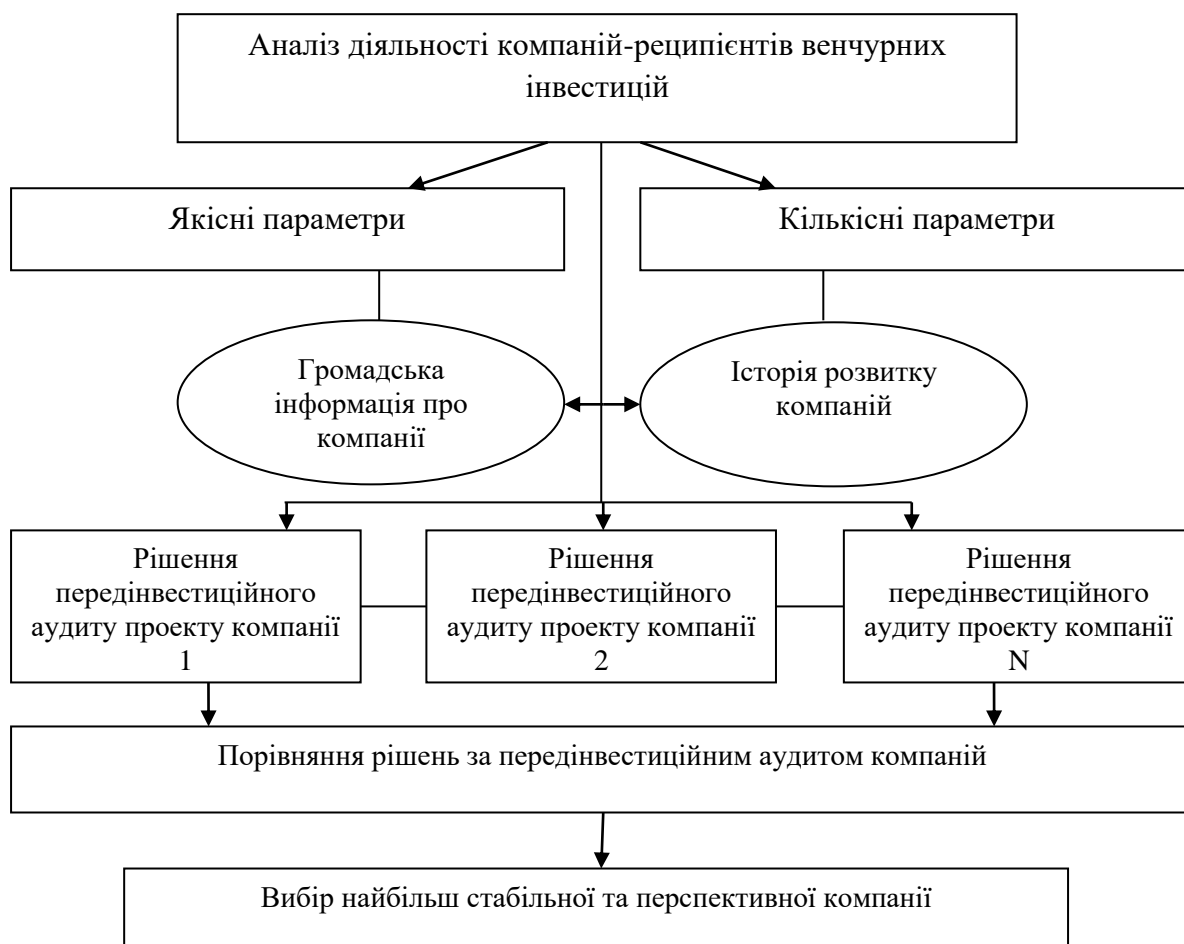 Аналіз діяльності компаній-реципієнтів венчурних
інвестицій
Якісні параметри
Кількісні параметри
Громадська
інформація про
компанії
Історія розвитку
компаній
Рішення
передінвестиційного
аудиту проекту компанії
1
Рішення
передінвестиційного
аудиту проекту компанії
2
Рішення
передінвестиційного
аудиту проекту компанії
N
Порівняння рішень за передінвестиційним аудитом компаній
Вибір найбільш стабільної та перспективної компанії